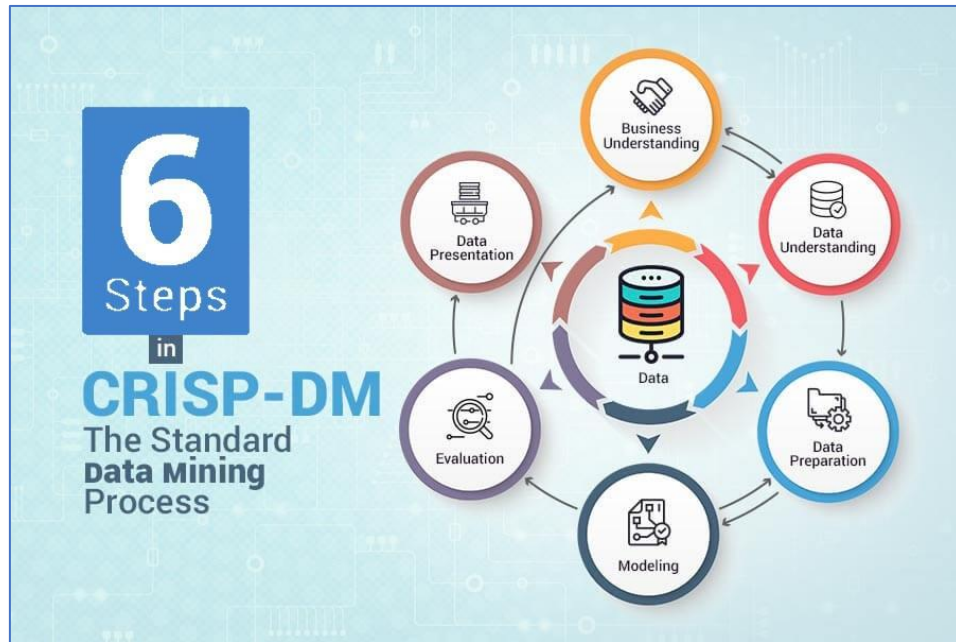 6
Steps
in
CRISP-DM
The Standard
Data Mining
Process
Business
Understanding
Data
Understanding
Data
Preparation
Modeling
Evaluation
Data
Presentation
Data